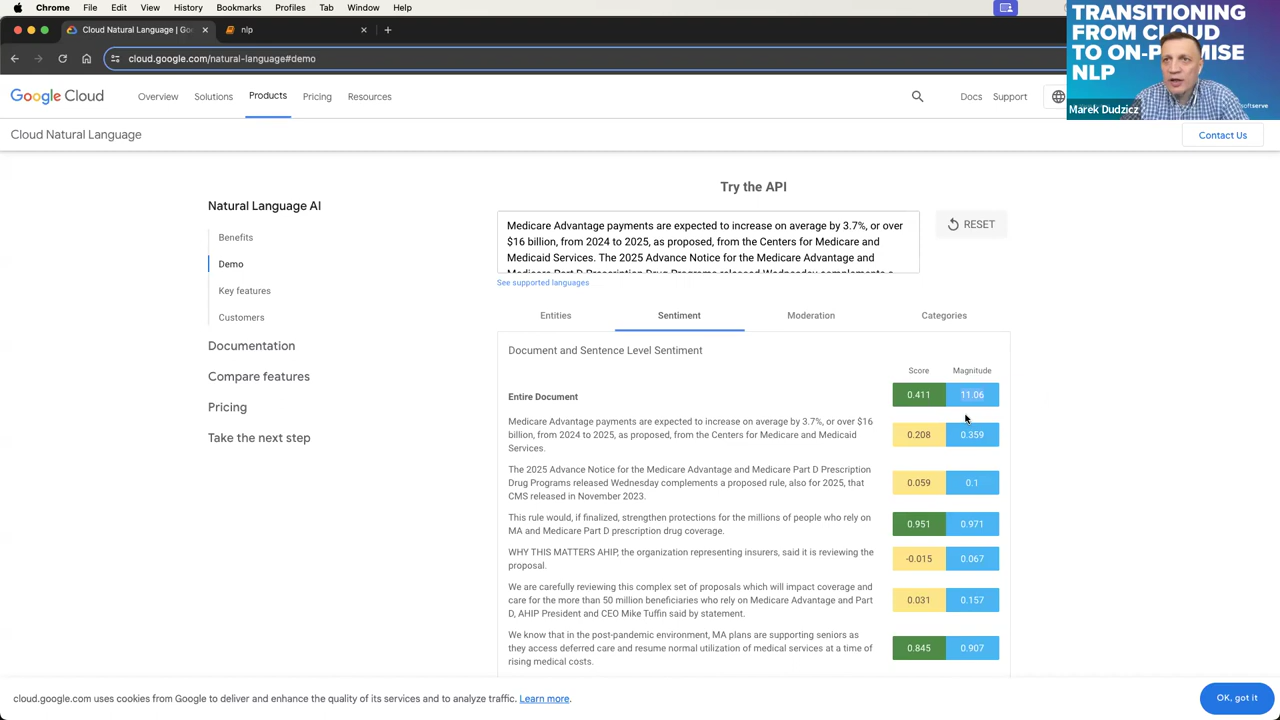 Chrome File Edit View History Bookmarks Profiles Tab Window Help
Cloud Natural Language | Go
nlp
cloud.google.com/natural-language#demo
TRANSITIONING
FROM CLOUD
TO ON-PREMISE
NLP
softserve
Marek Dudzicz
Google Cloud
Overview Solutions Products Pricing Resources
Docs Support
Cloud Natural Language
Contact Us
Natural Language AI
Benefits
Demo
Key features
Customers
Documentation
Compare features
Pricing
Take the next step
Try the API
Medicare Advantage payments are expected to increase on average by 3.7%, or over
$16 billion, from 2024 to 2025, as proposed, from the Centers for Medicare and
Medicaid Services. The 2025 Advance Notice for the Medicare Advantage and
Medicare Part D Prescription Drug Programs released Wednesday complements a
RESET
See supported languages
Entities Sentiment Moderation Categories
Document and Sentence Level Sentiment
Score Magnitude
Entire Document
0.411 11.06
Medicare Advantage payments are expected to increase on average by 3.7%, or over $16
billion, from 2024 to 2025, as proposed, from the Centers for Medicare and Medicaid
Services.
0.208 0.359
The 2025 Advance Notice for the Medicare Advantage and Medicare Part D Prescription
Drug Programs released Wednesday complements a proposed rule, also for 2025, that
CMS released in November 2023.
0.059 0.1
This rule would, if finalized, strengthen protections for the millions of people who rely on
MA and Medicare Part D prescription drug coverage.
0.951 0.971
WHY THIS MATTERS AHIP, the organization representing insurers, said it is reviewing the
proposal.
-0.015 0.067
We are carefully reviewing this complex set of proposals which will impact coverage and
care for the more than 50 million beneficiaries who rely on Medicare Advantage and Part
D, AHIP President and CEO Mike Tuffin said by statement.
0.031 0.157
We know that in the post-pandemic environment, MA plans are supporting seniors as
they access deferred care and resume normal utilization of medical services at a time of
rising medical costs.
0.845 0.907
cloud.google.com uses cookies from Google to deliver and enhance the quality of its services and to analyze traffic. Learn more.
OK, got it